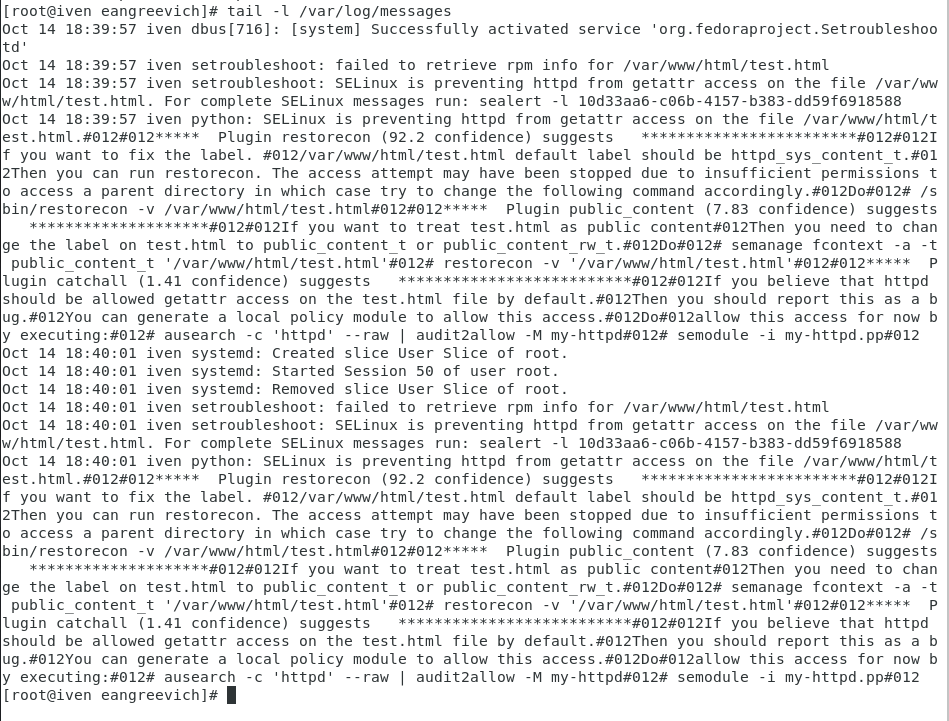 [root@iven eangreevich]# tail -l /var/log/messages
Oct 14 18:39:57 iven dbus[716]: [system] Successfully activated service 'org.fedoraproject.Setroubleshoo
td'
Oct 14 18:39:57 iven setroubleshoot: failed to retrieve rpm info for /var/www/html/test.html
Oct 14 18:39:57 iven setroubleshoot: SELinux is preventing httpd from getattr access on the file /var/ww
w/html/test.html. For complete SELinux messages run: sealert -l 10d33aa6-c06b-4157-b383-dd59f6918588
Oct 14 18:39:57 iven python: SELinux is preventing httpd from getattr access on the file /var/www/html/t
est.html.#012#012*****  Plugin restorecon (92.2 confidence) suggests   ************************#012#012I
f you want to fix the label. #012/var/www/html/test.html default label should be httpd_sys_content_t.#01
2Then you can run restorecon. The access attempt may have been stopped due to insufficient permissions t
o access a parent directory in which case try to change the following command accordingly.#012Do#012# /s
bin/restorecon -v /var/www/html/test.html#012#012*****  Plugin public_content (7.83 confidence) suggests
   ********************#012#012If you want to treat test.html as public content#012Then you need to chan
ge the label on test.html to public_content_t or public_content_rw_t.#012Do#012# semanage fcontext -a -t
 public_content_t '/var/www/html/test.html'#012# restorecon -v '/var/www/html/test.html'#012#012*****  P
lugin catchall (1.41 confidence) suggests   **************************#012#012If you believe that httpd
should be allowed getattr access on the test.html file by default.#012Then you should report this as a b
ug.#012You can generate a local policy module to allow this access.#012Do#012allow this access for now b
y executing:#012# ausearch -c 'httpd' --raw | audit2allow -M my-httpd#012# semodule -i my-httpd.pp#012
Oct 14 18:40:01 iven systemd: Created slice User Slice of root.
Oct 14 18:40:01 iven systemd: Started Session 50 of user root.
Oct 14 18:40:01 iven systemd: Removed slice User Slice of root.
Oct 14 18:40:01 iven setroubleshoot: failed to retrieve rpm info for /var/www/html/test.html
Oct 14 18:40:01 iven setroubleshoot: SELinux is preventing httpd from getattr access on the file /var/ww
w/html/test.html. For complete SELinux messages run: sealert -l 10d33aa6-c06b-4157-b383-dd59f6918588
Oct 14 18:40:01 iven python: SELinux is preventing httpd from getattr access on the file /var/www/html/t
est.html.#012#012*****  Plugin restorecon (92.2 confidence) suggests   ************************#012#012I
f you want to fix the label. #012/var/www/html/test.html default label should be httpd_sys_content_t.#01
2Then you can run restorecon. The access attempt may have been stopped due to insufficient permissions t
o access a parent directory in which case try to change the following command accordingly.#012Do#012# /s
bin/restorecon -v /var/www/html/test.html#012#012*****  Plugin public_content (7.83 confidence) suggests
   ********************#012#012If you want to treat test.html as public content#012Then you need to chan
ge the label on test.html to public_content_t or public_content_rw_t.#012Do#012# semanage fcontext -a -t
 public_content_t '/var/www/html/test.html'#012# restorecon -v '/var/www/html/test.html'#012#012*****  P
lugin catchall (1.41 confidence) suggests   **************************#012#012If you believe that httpd
should be allowed getattr access on the test.html file by default.#012Then you should report this as a b
ug.#012You can generate a local policy module to allow this access.#012Do#012allow this access for now b
y executing:#012# ausearch -c 'httpd' --raw | audit2allow -M my-httpd#012# semodule -i my-httpd.pp#012
[root@iven eangreevich]#